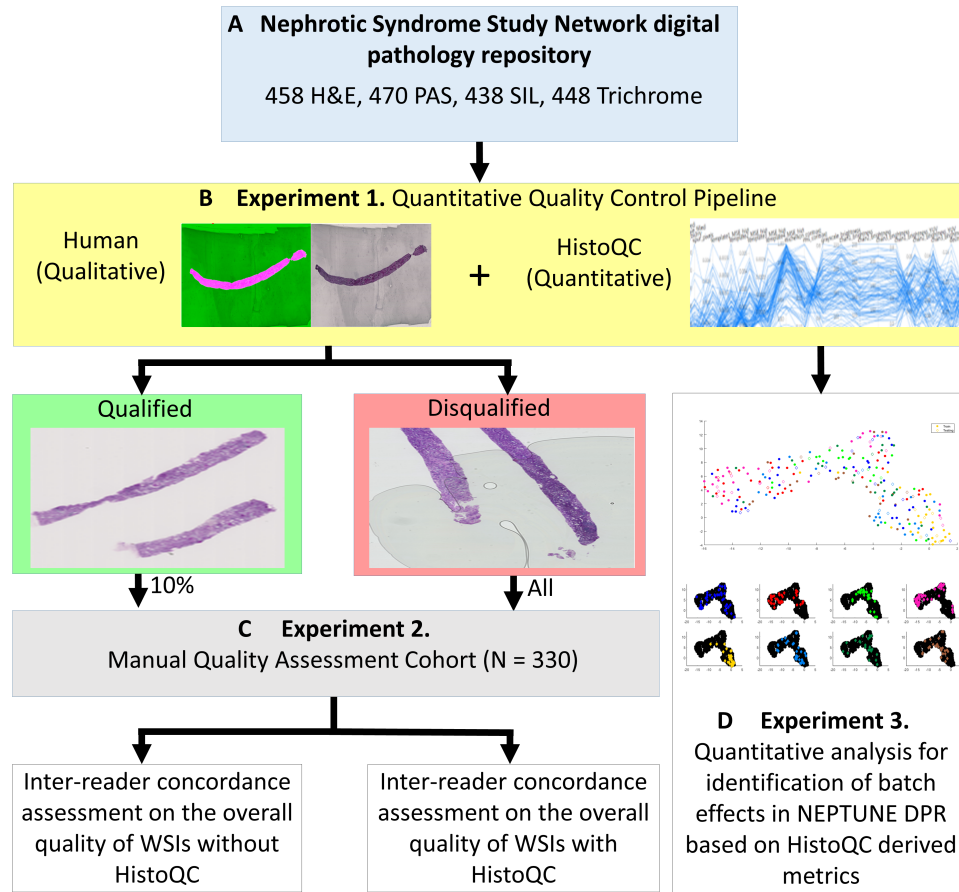 A Nephrotic Syndrome Study Network digital
pathology repository
458 H&E, 470 PAS, 438 SIL, 448 Trichrome
B Experiment 1. Quantitative Quality Control Pipeline
Human
(Qualitative)
+
HistoQC
(Quantitative)
Qualified
Disqualified
10%
All
C Experiment 2.
Manual Quality Assessment Cohort (N = 330)
Inter-reader concordance
assessment on the overall
quality of WSIs without
HistoQC
Inter-reader concordance
assessment on the overall
quality of WSIs with
HistoQC
D Experiment 3.
Quantitative analysis for
identification of batch
effects in NEPTUNE DPR
based on HistoQC derived
metrics